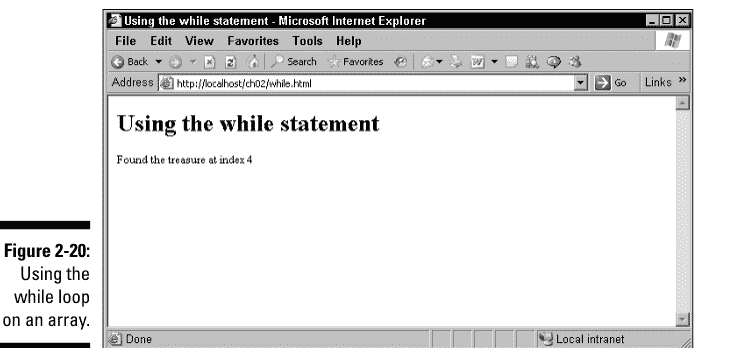 Using the while statement - Microsoft Internet Explorer
File Edit View Favorites Tools Help
Back Search Favorites
Address http://localhost/ch02/while.html Go Links »
Using the while statement
Found the treasure at index 4
Figure 2-20:
Using the
while loop
on an array.
Done Local intranet